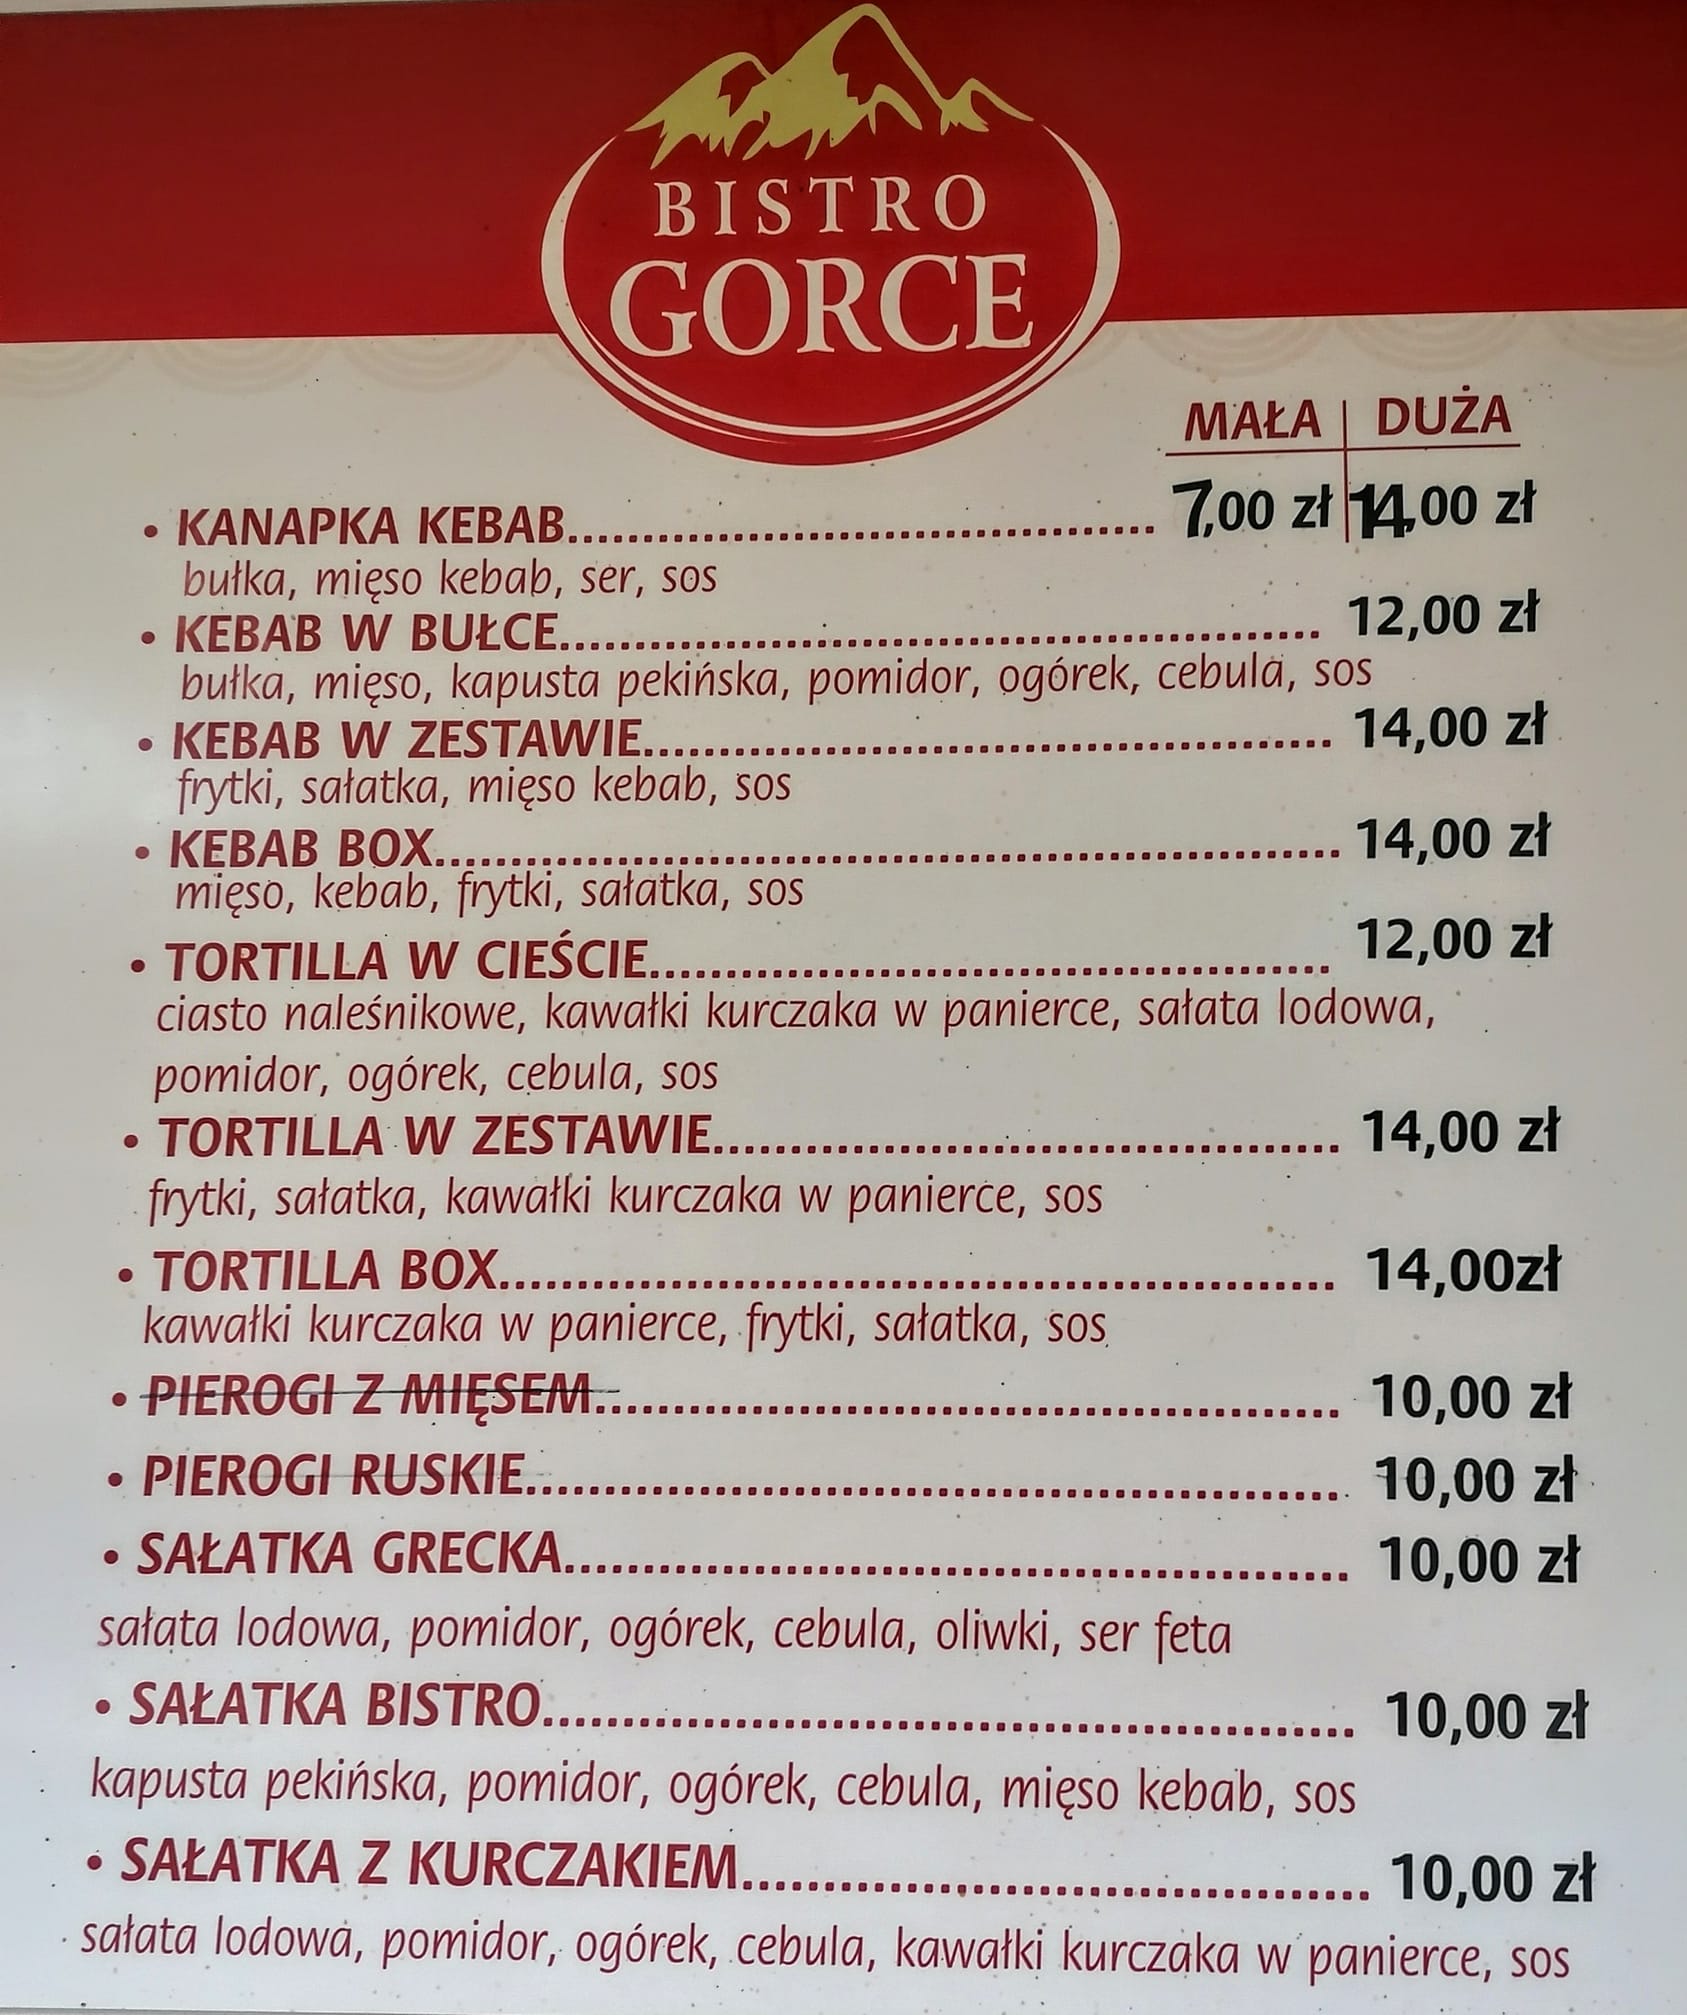 BISTRO
GORCE
MAŁA | DUŻA
• KANAPKA KEBAB........................................ 7,00 zł 14,00 zł
bułka, mięso kebab, ser, sos
• KEBAB W BUŁCE........................................ 12,00 zł
bułka, mięso, kapusta pekińska, pomidor, ogórek, cebula, sos
• KEBAB W ZESTAWIE........................................ 14,00 zł
frytki, sałatka, mięso kebab, sos
• KEBAB BOX........................................ 14,00 zł
mięso, kebab, frytki, sałatka, sos
• TORTILLA W CIEŚCIE........................................ 12,00 zł
ciasto naleśnikowe, kawałki kurczaka w panierce, sałata lodowa,
pomidor, ogórek, cebula, sos
• TORTILLA W ZESTAWIE........................................ 14,00 zł
frytki, sałatka, kawałki kurczaka w panierce, sos
• TORTILLA BOX........................................ 14,00zł
kawałki kurczaka w panierce, frytki, sałatka, sos
• PIEROGI Z MIĘSEM........................................ 10,00 zł
• PIEROGI RUSKIE........................................ 10,00 zł
• SAŁATKA GRECKA........................................ 10,00 zł
sałata lodowa, pomidor, ogórek, cebula, oliwki, ser feta
• SAŁATKA BISTRO........................................ 10,00 zł
kapusta pekińska, pomidor, ogórek, cebula, mięso kebab, sos
• SAŁATKA Z KURCZAKIEM........................................ 10,00 zł
sałata lodowa, pomidor, ogórek, cebula, kawałki kurczaka w panierce, sos